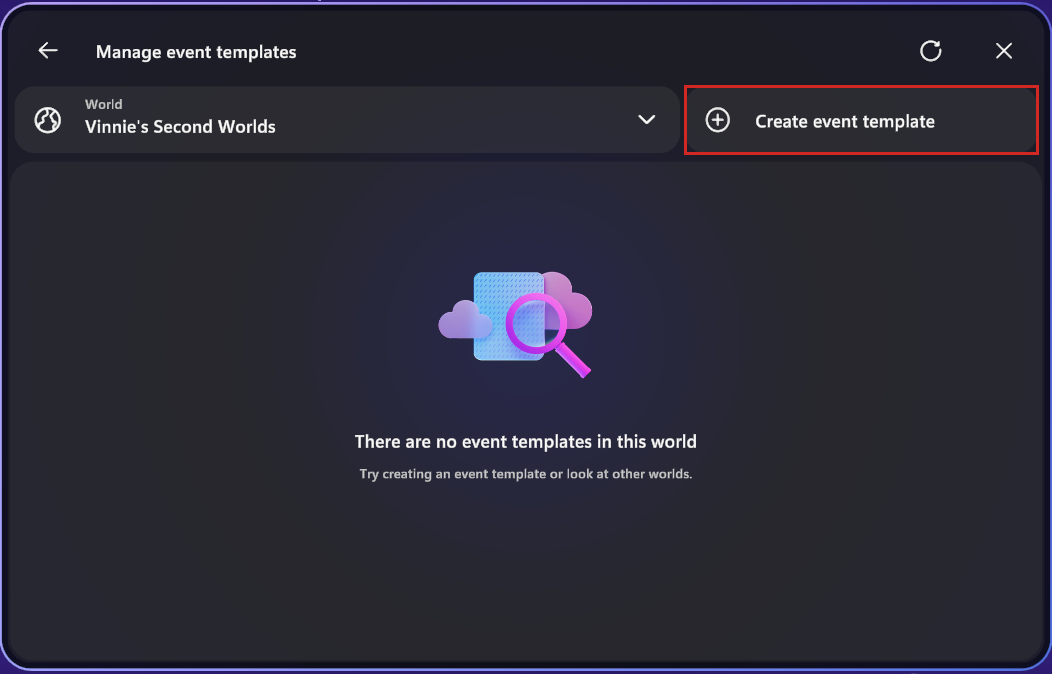 Manage event templates
World
Vinnie's Second Worlds
Create event template
There are no event templates in this world
Try creating an event template or look at other worlds.